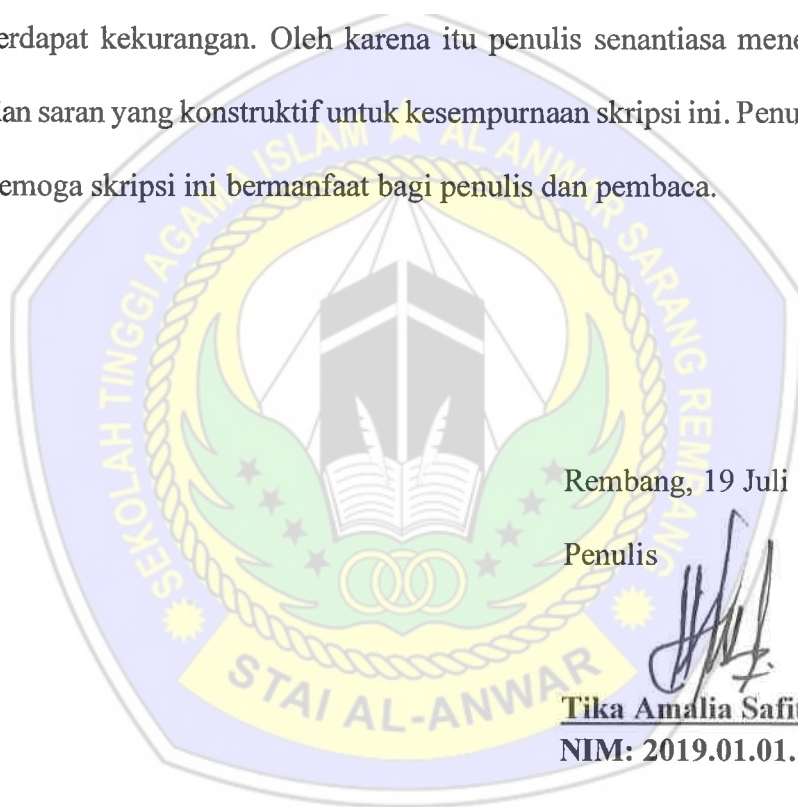 erdapat kekurangan. Oleh karena itu penulis senantiasa mene
an saran yang konstruktif untuk kesempurnaan skripsi ini. Penu
emoga skripsi ini bermanfaat bagi penulis dan pembaca.
SEKOLAH TINGGI AGAMA ISLAM ★ AL ANWAR SARANG REMBANG
STAI AL-ANWAR
Rembang, 19 Juli
Penulis
Tika Amalia Safi
NIM: 2019.01.01.